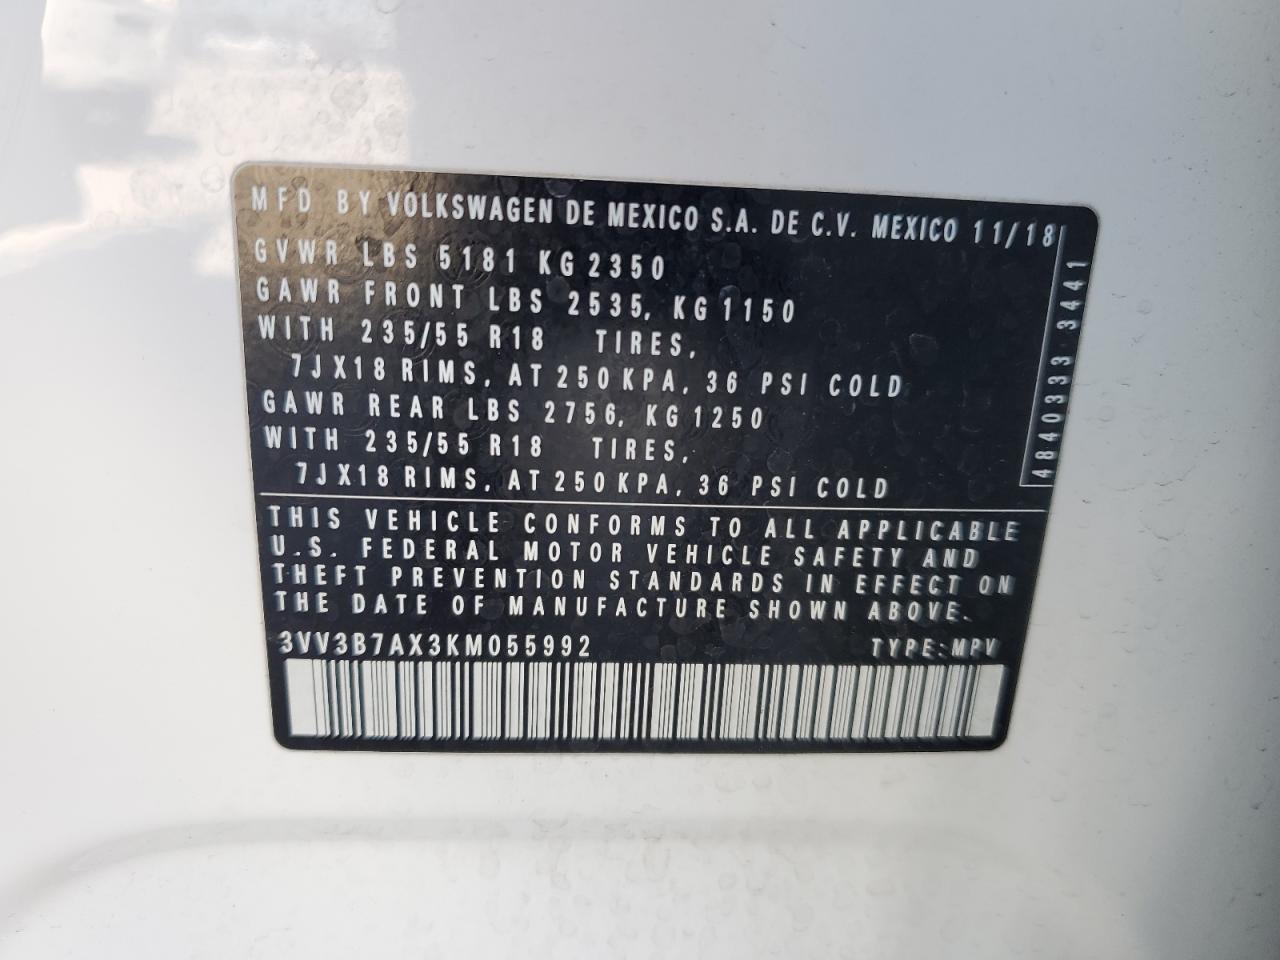 MFD BY VOLKSWAGEN DE MEXICO S.A. DE C.V. MEXICO 11/18
GVWR LBS 5181 KG 2350
GAWR FRONT LBS 2535, KG 1150
WITH 235/55 R18 TIRES,
7JX18 RIMS, AT 250 KPA, 36 PSI COLD
GAWR REAR LBS 2756, KG 1250
WITH 235/55 R18 TIRES,
7JX18 RIMS, AT 250 KPA, 36 PSI COLD
4840333 3441
THIS VEHICLE CONFORMS TO ALL APPLICABLE
U.S. FEDERAL MOTOR VEHICLE SAFETY AND
THEFT PREVENTION STANDARDS IN EFFECT ON
THE DATE OF MANUFACTURE SHOWN ABOVE.
3VV3B7AX3KM055992 TYPE: MPV